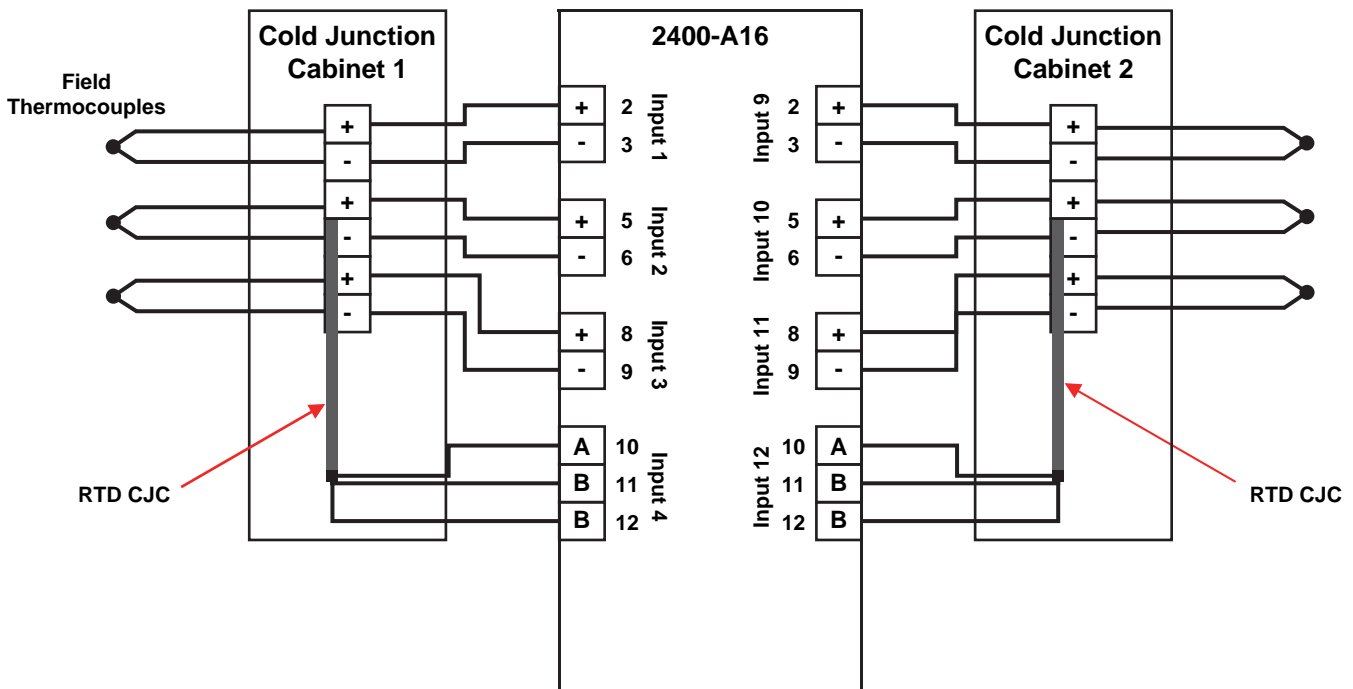 Cold Junction
Cabinet 1
2400-A16
Cold Junction
Cabinet 2
Field
Thermocouples
+
-
+
-
+
-
+ 2
- 3
Input 1
+ 5
- 6
Input 2
+ 8
- 9
Input 3
A 10
B 11
B 12
Input 4
RTD CJC
Input 9
2 +
3 -
Input 10
5 +
6 -
Input 11
8 +
9 -
Input 12
10 A
11 B
12 B
+
-
+
-
+
-
RTD CJC